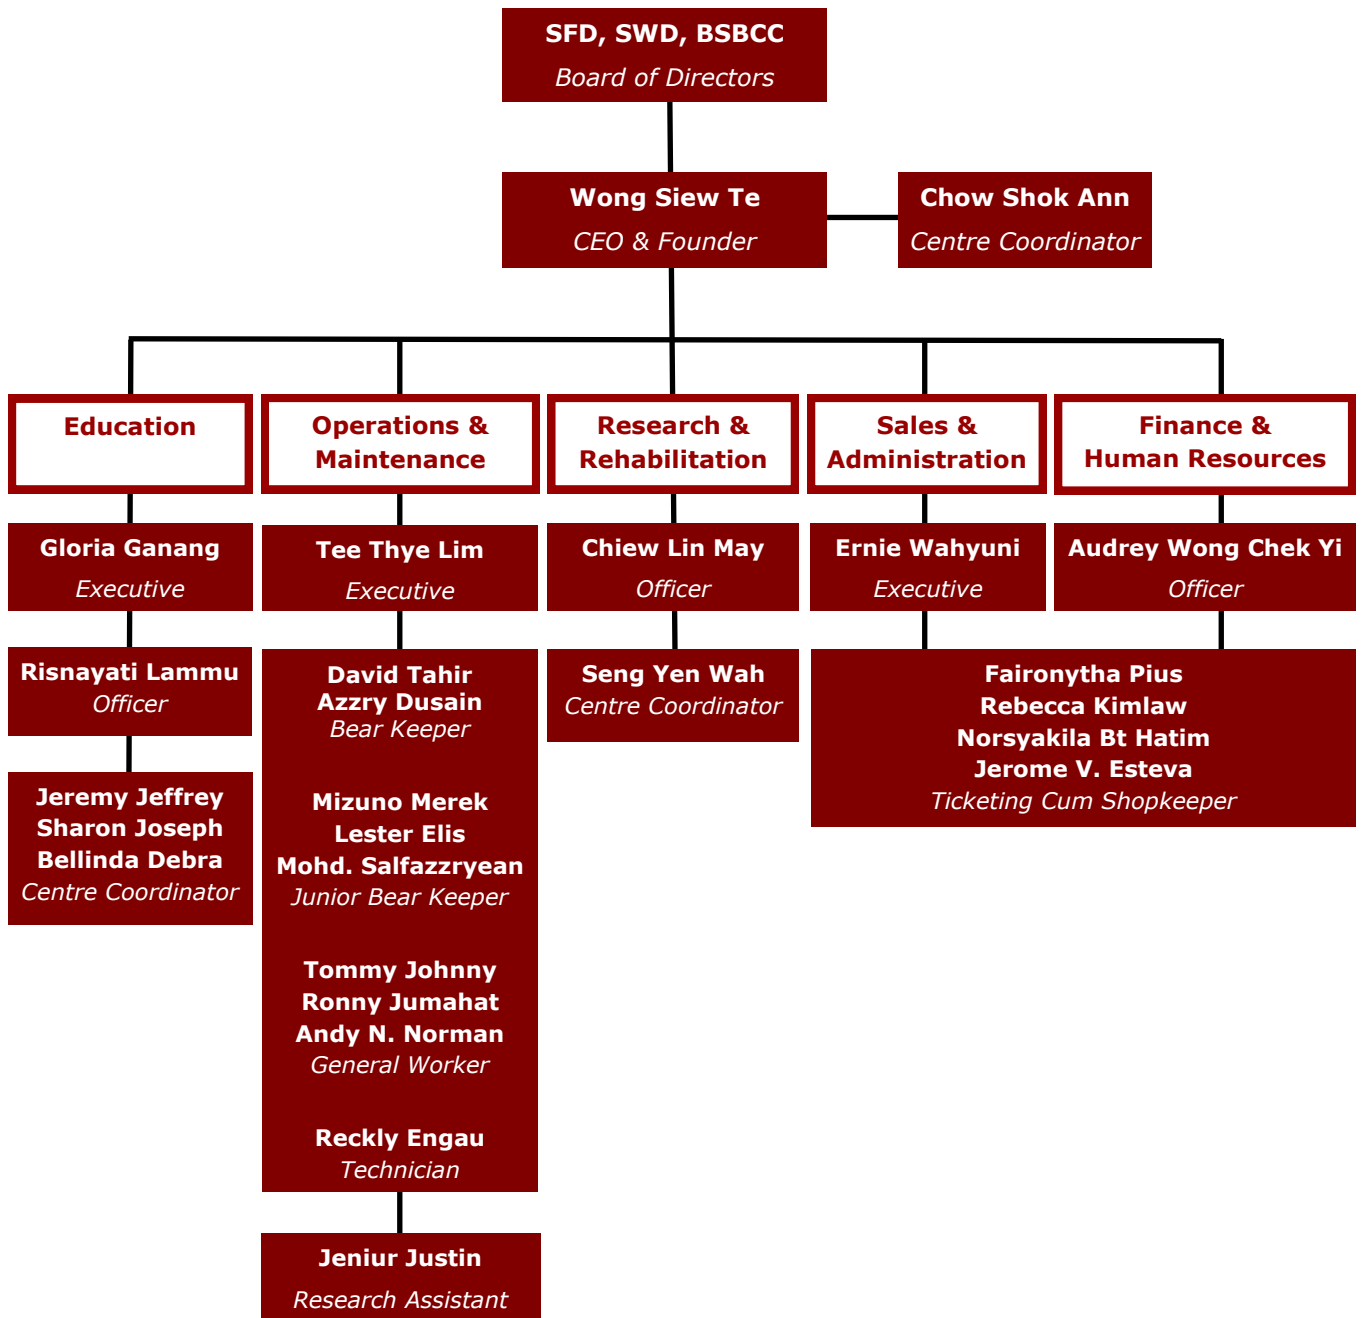 SFD, SWD, BSBCC
Board of Directors
Wong Siew Te
CEO & Founder
Chow Shok Ann
Centre Coordinator
Education
Operations &
Maintenance
Research &
Rehabilitation
Sales &
Administration
Finance &
Human Resources
Gloria Ganang
Executive
Tee Thye Lim
Executive
Chiew Lin May
Officer
Ernie Wahyuni
Executive
Audrey Wong Chek Yi
Officer
Risnayati Lammu
Officer
Jeremy Jeffrey
Sharon Joseph
Bellinda Debra
Centre Coordinator
David Tahir
Azzry Dusain
Bear Keeper
Mizuno Merek
Lester Elis
Mohd. Salfazzryean
Junior Bear Keeper
Tommy Johnny
Ronny Jumahat
Andy N. Norman
General Worker
Reckly Engau
Technician
Jeniur Justin
Research Assistant
Seng Yen Wah
Centre Coordinator
Faironytha Pius
Rebecca Kimlaw
Norsyakila Bt Hatim
Jerome V. Esteva
Ticketing Cum Shopkeeper